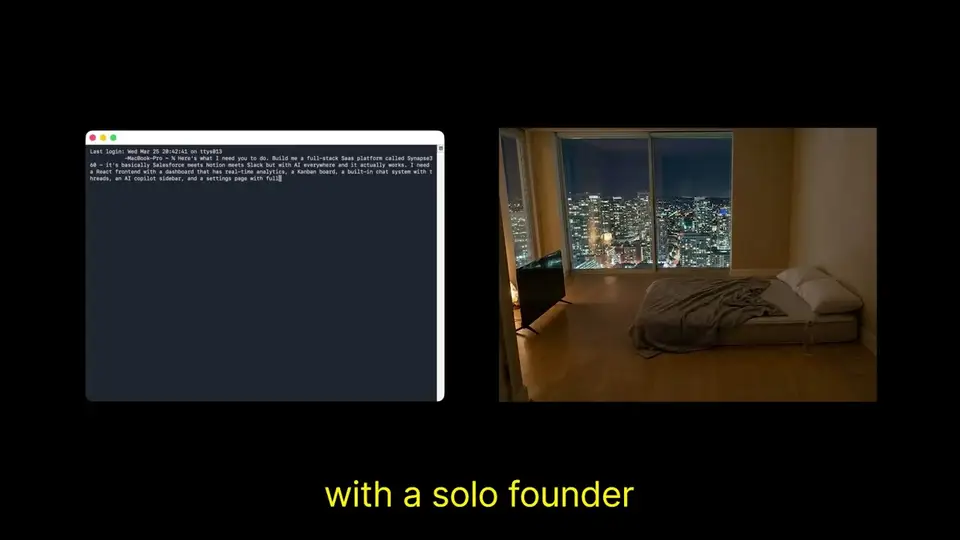 Last login: Wed Mar 25 20:42:41 on ttys013
-MacBook-Pro ~ % Here's what I need you to do. Build me a full-stack SaaS platform called Synapse3
60 - it's basically Salesforce meets Notion meets Slack but with AI everywhere and it actually works. I need
a React frontend with a dashboard that has real-time analytics, a Kanban board, a built-in chat system with t
hreads, an AI copilot sidebar, and a settings page with full
with a solo founder